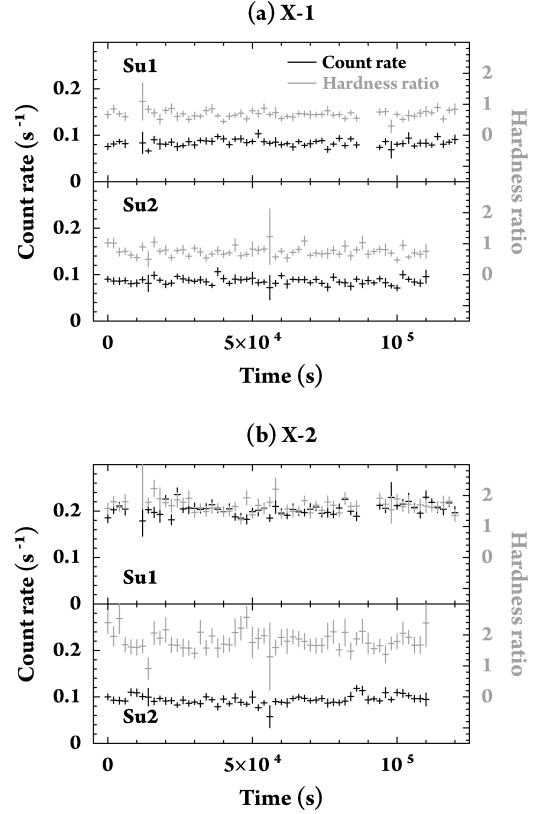 (a) X-1
Su1
Count rate
Hardness ratio
0.2
0.1
0
2
1
0
Su2
0.2
0.1
0
2
1
0
Count rate (s⁻¹)
Hardness ratio
0 5×10⁴ 10⁵
Time (s)
(b) X-2
0.2
0.1
0
2
1
0
Su1
0.2
0.1
0
2
1
0
Su2
Count rate (s⁻¹)
Hardness ratio
0 5×10⁴ 10⁵
Time (s)